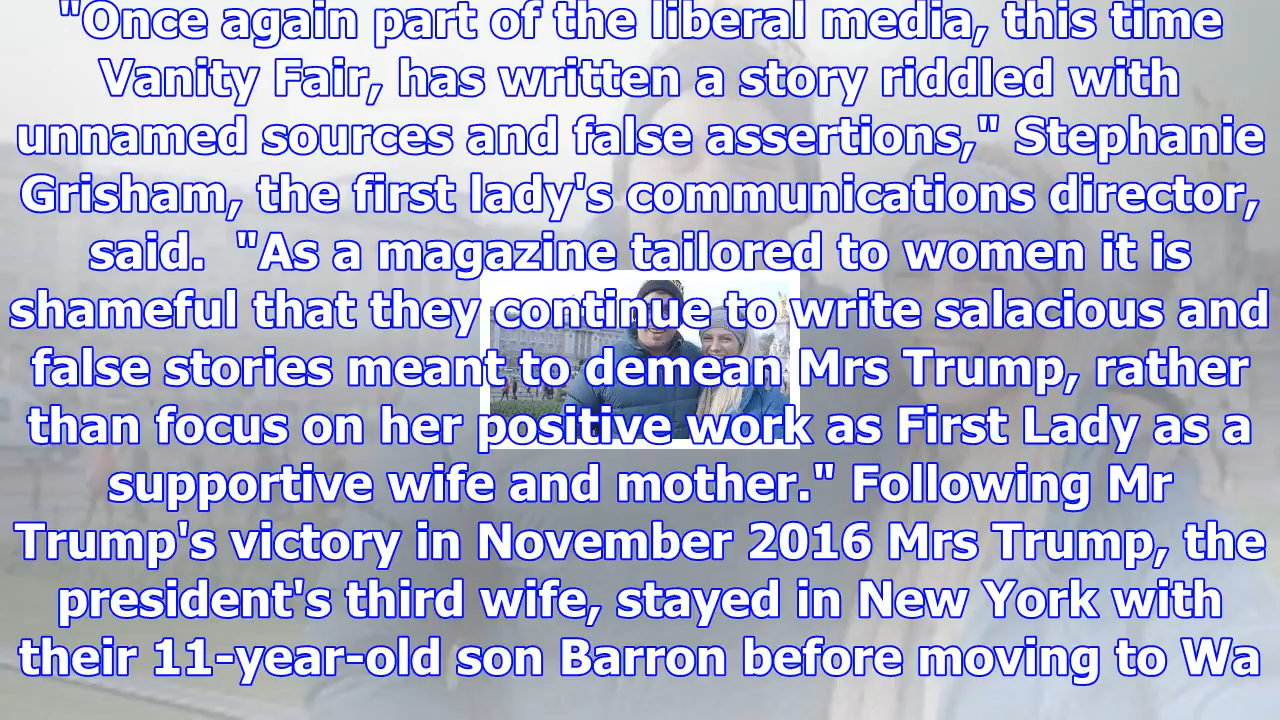 "Once again part of the liberal media, this time
Vanity Fair, has written a story riddled with
unnamed sources and false assertions," Stephanie
Grisham, the first lady's communications director,
said.  "As a magazine tailored to women it is
shameful that they continue to write salacious and
false stories meant to demean Mrs Trump, rather
than focus on her positive work as First Lady as a
supportive wife and mother." Following Mr
Trump's victory in November 2016 Mrs Trump, the
president's third wife, stayed in New York with
their 11-year-old son Barron before moving to Wa